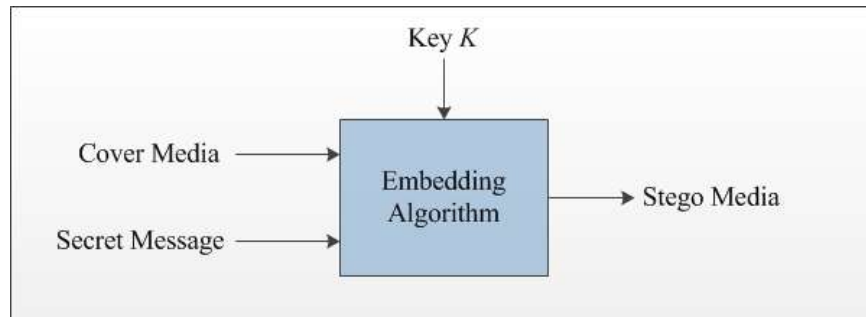 Key K
Cover Media
Embedding
Algorithm
Stego Media
Secret Message